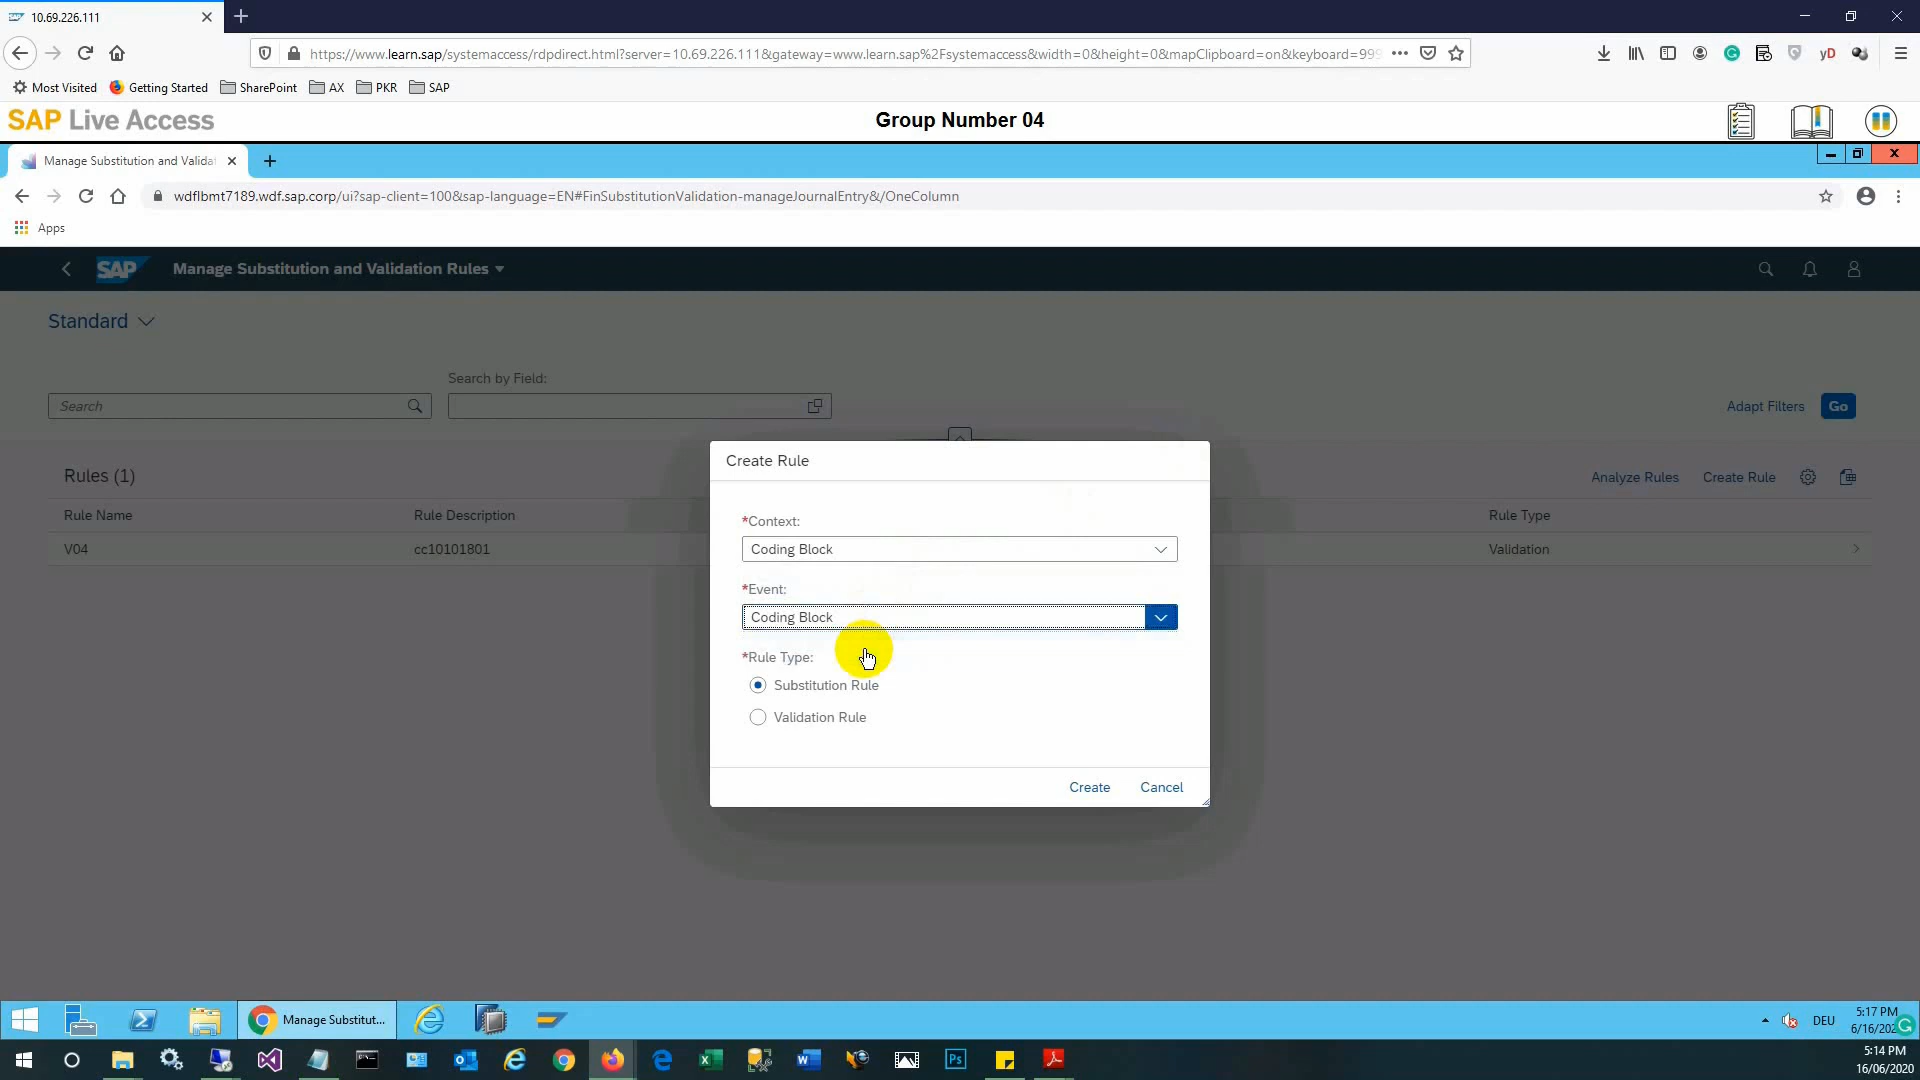 10.69.226.111
https://www.learn.sap/systemaccess/rdpdirect.html?server=10.69.226.111&gateway=www.learn.sap%2Fsystemaccess&width=0&height=0&mapClipboard=on&keyboard=999
Most Visited Getting Started SharePoint AX PKR SAP
SAP Live Access
Group Number 04
Manage Substitution and Valida
wdflbmt7189.wdf.sap.corp/ui?sap-client=100&sap-language=EN#FinSubstitutionValidation-manageJournalEntry&/OneColumn
Apps
SAP Manage Substitution and Validation Rules
Standard
Search by Field:
Search
Adapt Filters Go
Create Rule
Rules (1)
Analyze Rules Create Rule
Rule Name Rule Description Rule Type
V04 cc10101801 Validation
*Context:
Coding Block
*Event:
Coding Block
*Rule Type:
Substitution Rule
Validation Rule
Create Cancel
Manage Substitut...
DEU
5:17 PM
5:14 PM
16/06/2020